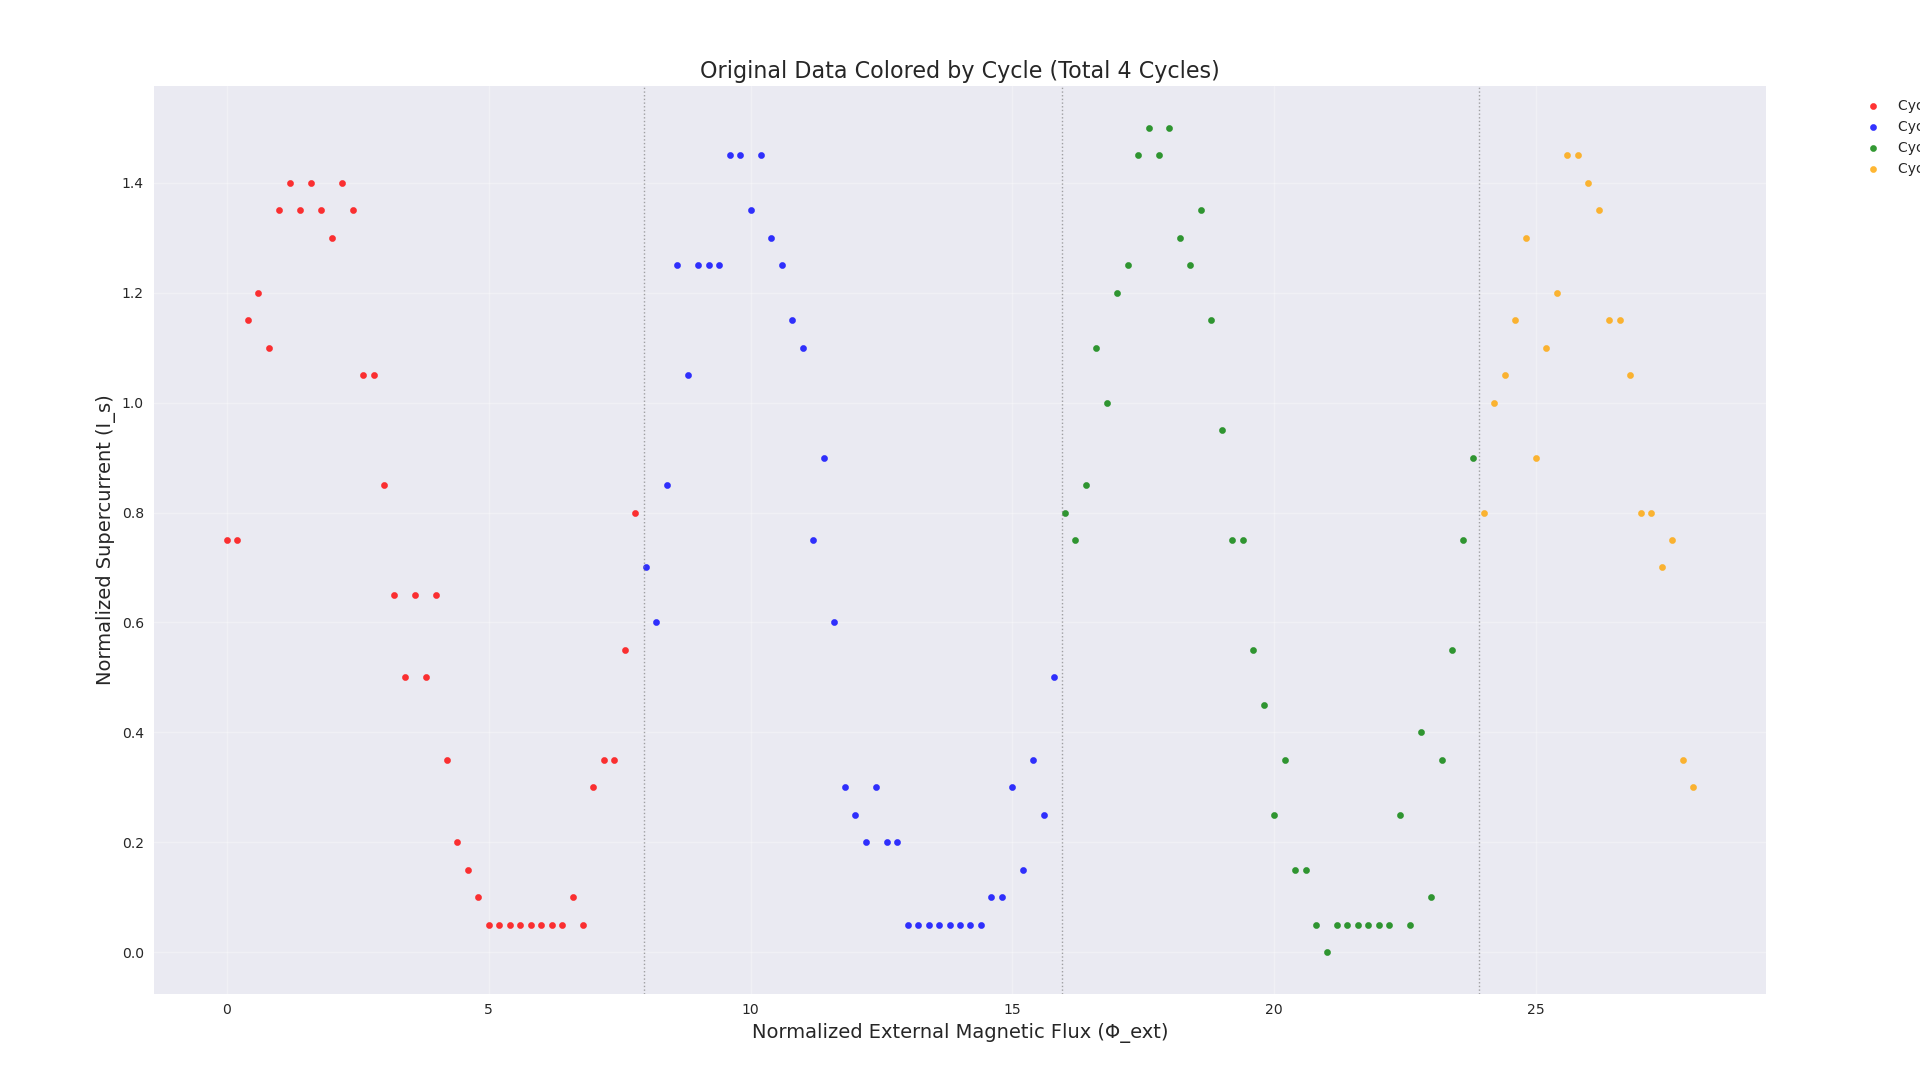 Original Data Colored by Cycle (Total 4 Cycles)
Cyc
Cyc
Cyc
Cyc
1.4
1.2
1.0
0.8
0.6
0.4
0.2
0.0
Normalized Supercurrent (I_s)
0 5 10 15 20 25
Normalized External Magnetic Flux (Φ_ext)